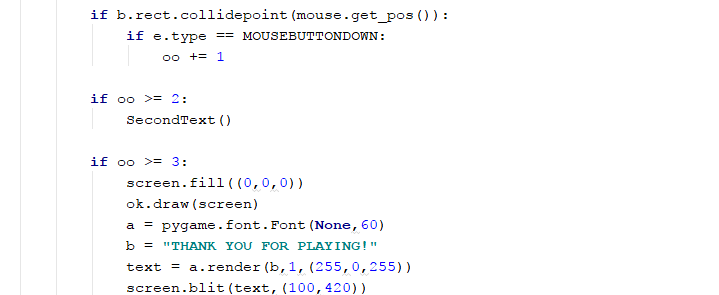 if b.rect.collidepoint(mouse.get_pos()):
if e.type == MOUSEBUTTONDOWN:
oo += 1
if oo >= 2:
SecondText()
if oo >= 3:
screen.fill((0,0,0))
ok.draw(screen)
a = pygame.font.Font(None,60)
b = "THANK YOU FOR PLAYING!"
text = a.render(b,1,(255,0,255))
screen.blit(text,(100,420))